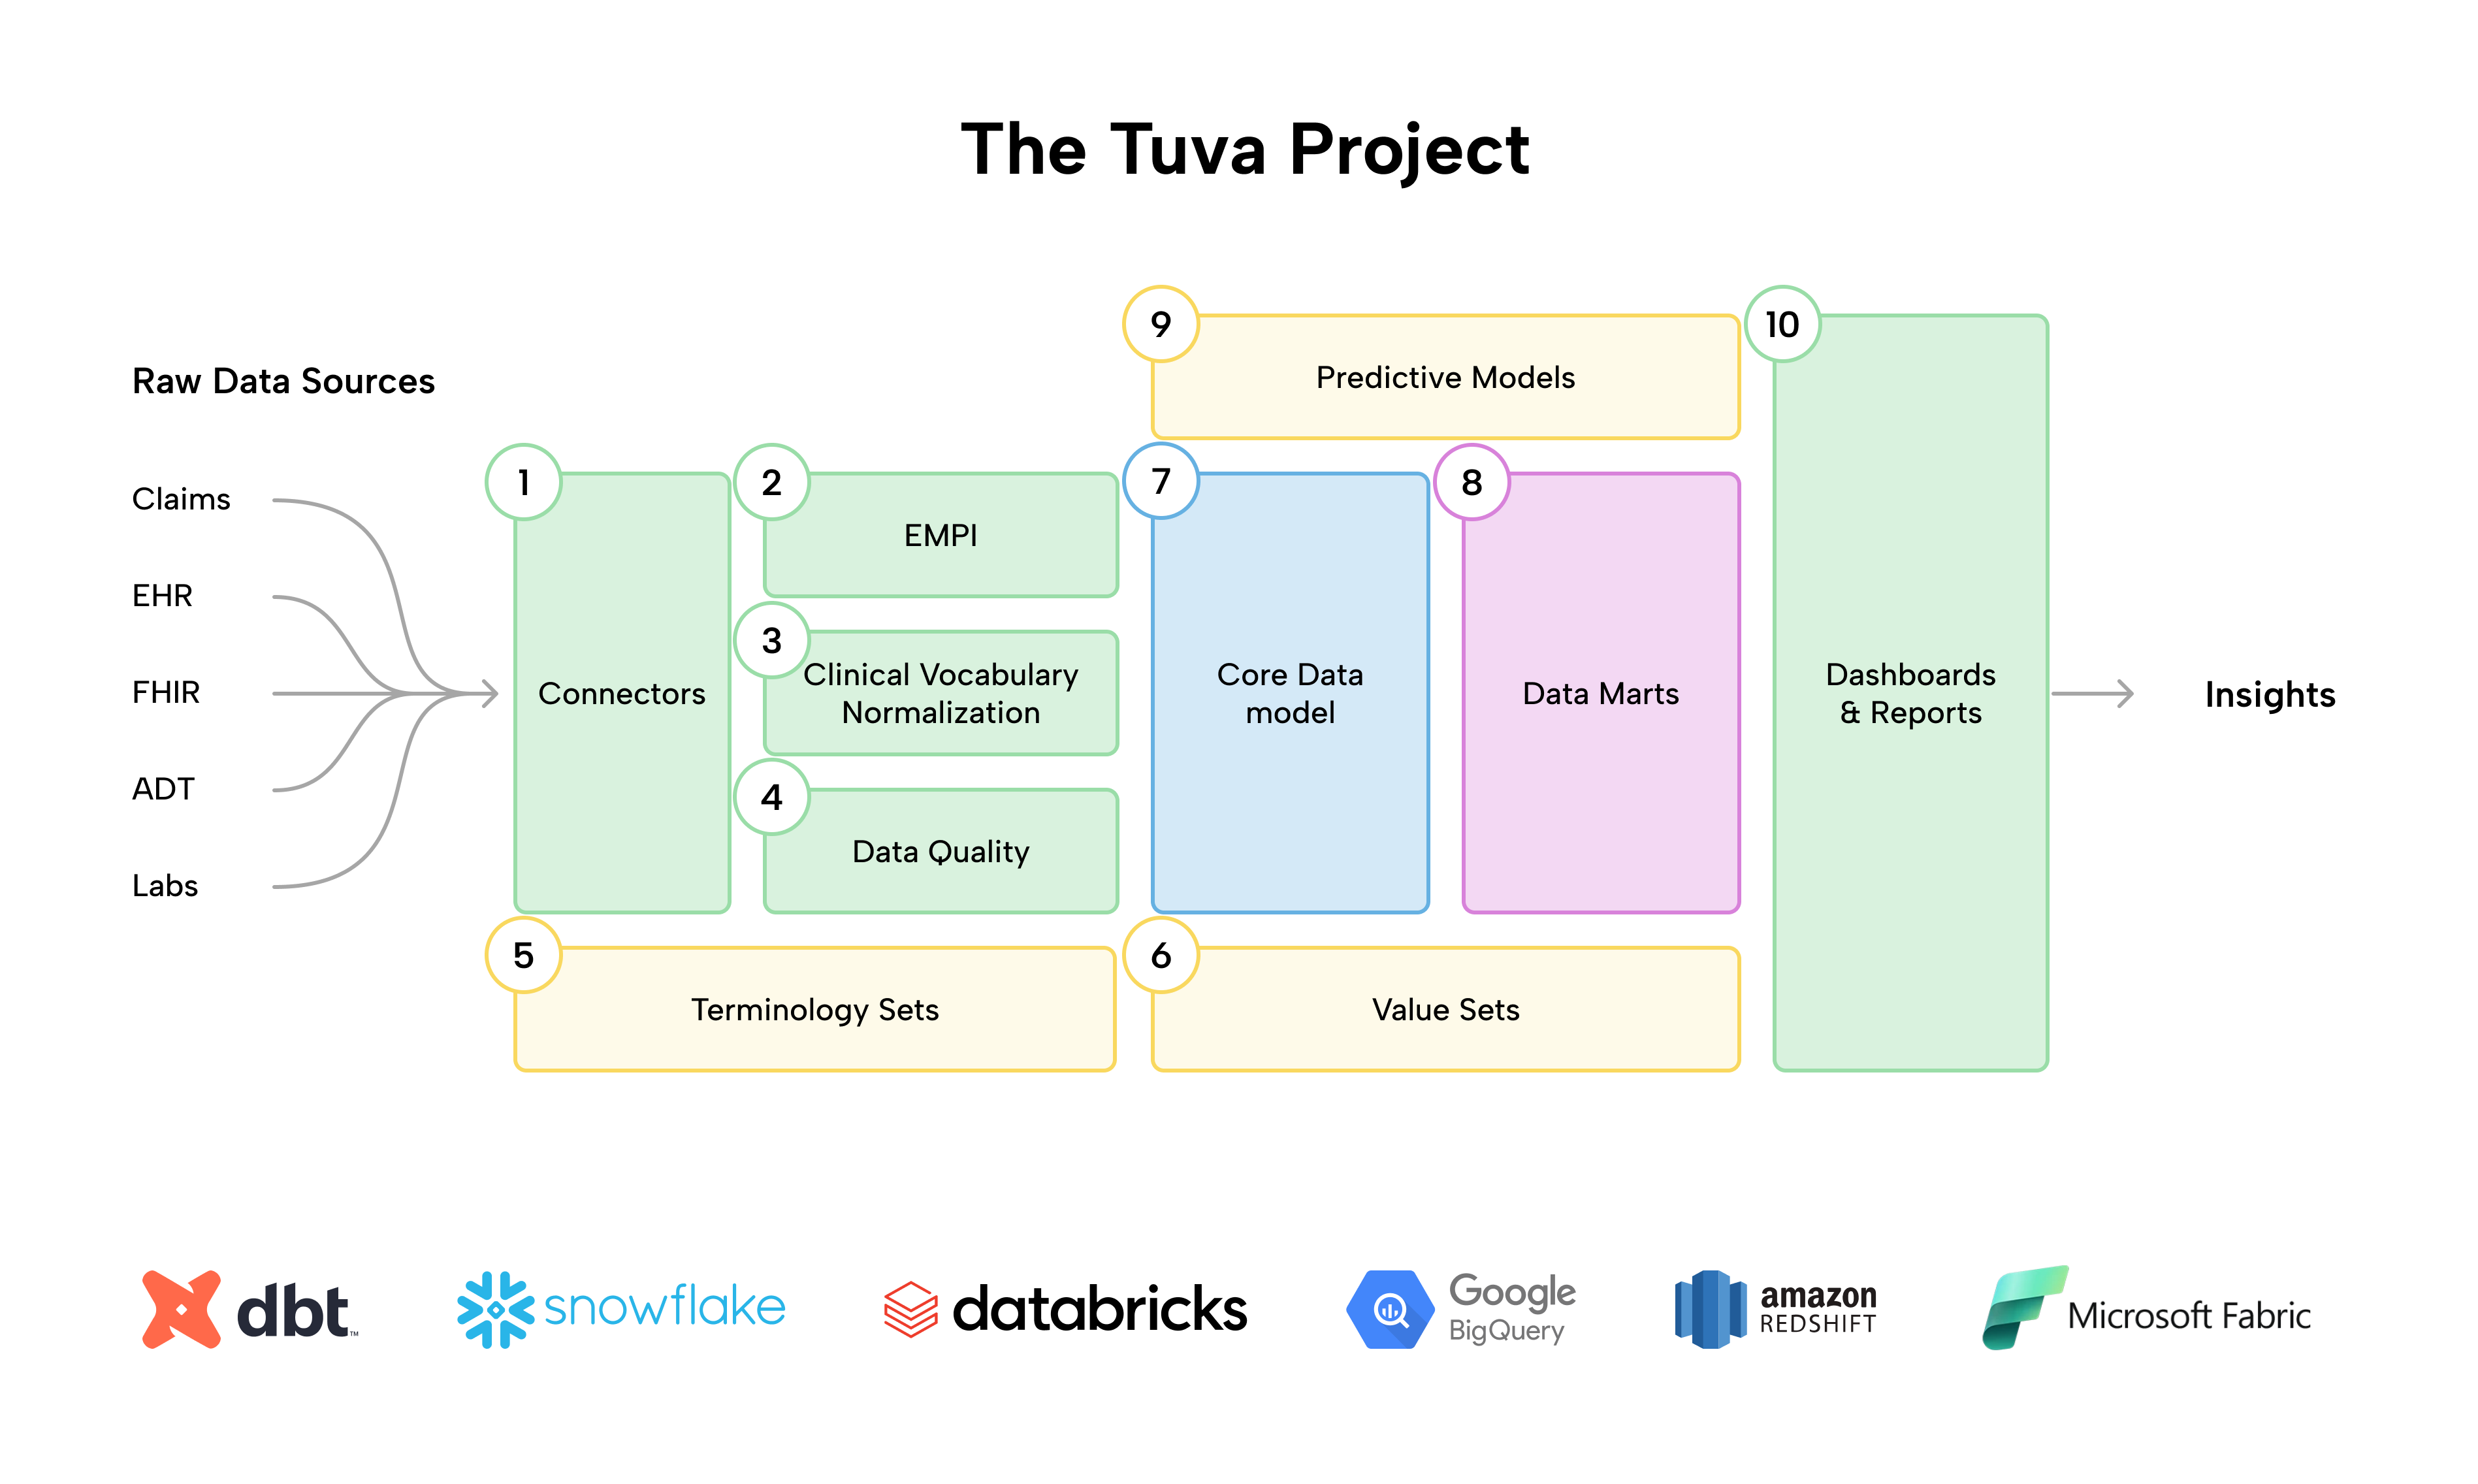 The Tuva Project
Raw Data Sources
Claims
EHR
FHIR
ADT
Labs
1
Connectors
2
EMPI
3
Clinical Vocabulary
Normalization
4
Data Quality
5
Terminology Sets
6
Value Sets
7
Core Data
model
8
Data Marts
9
Predictive Models
10
Dashboards
& Reports
Insights
dbt™
snowflake
databricks
Google
BigQuery
amazon
REDSHIFT
Microsoft Fabric